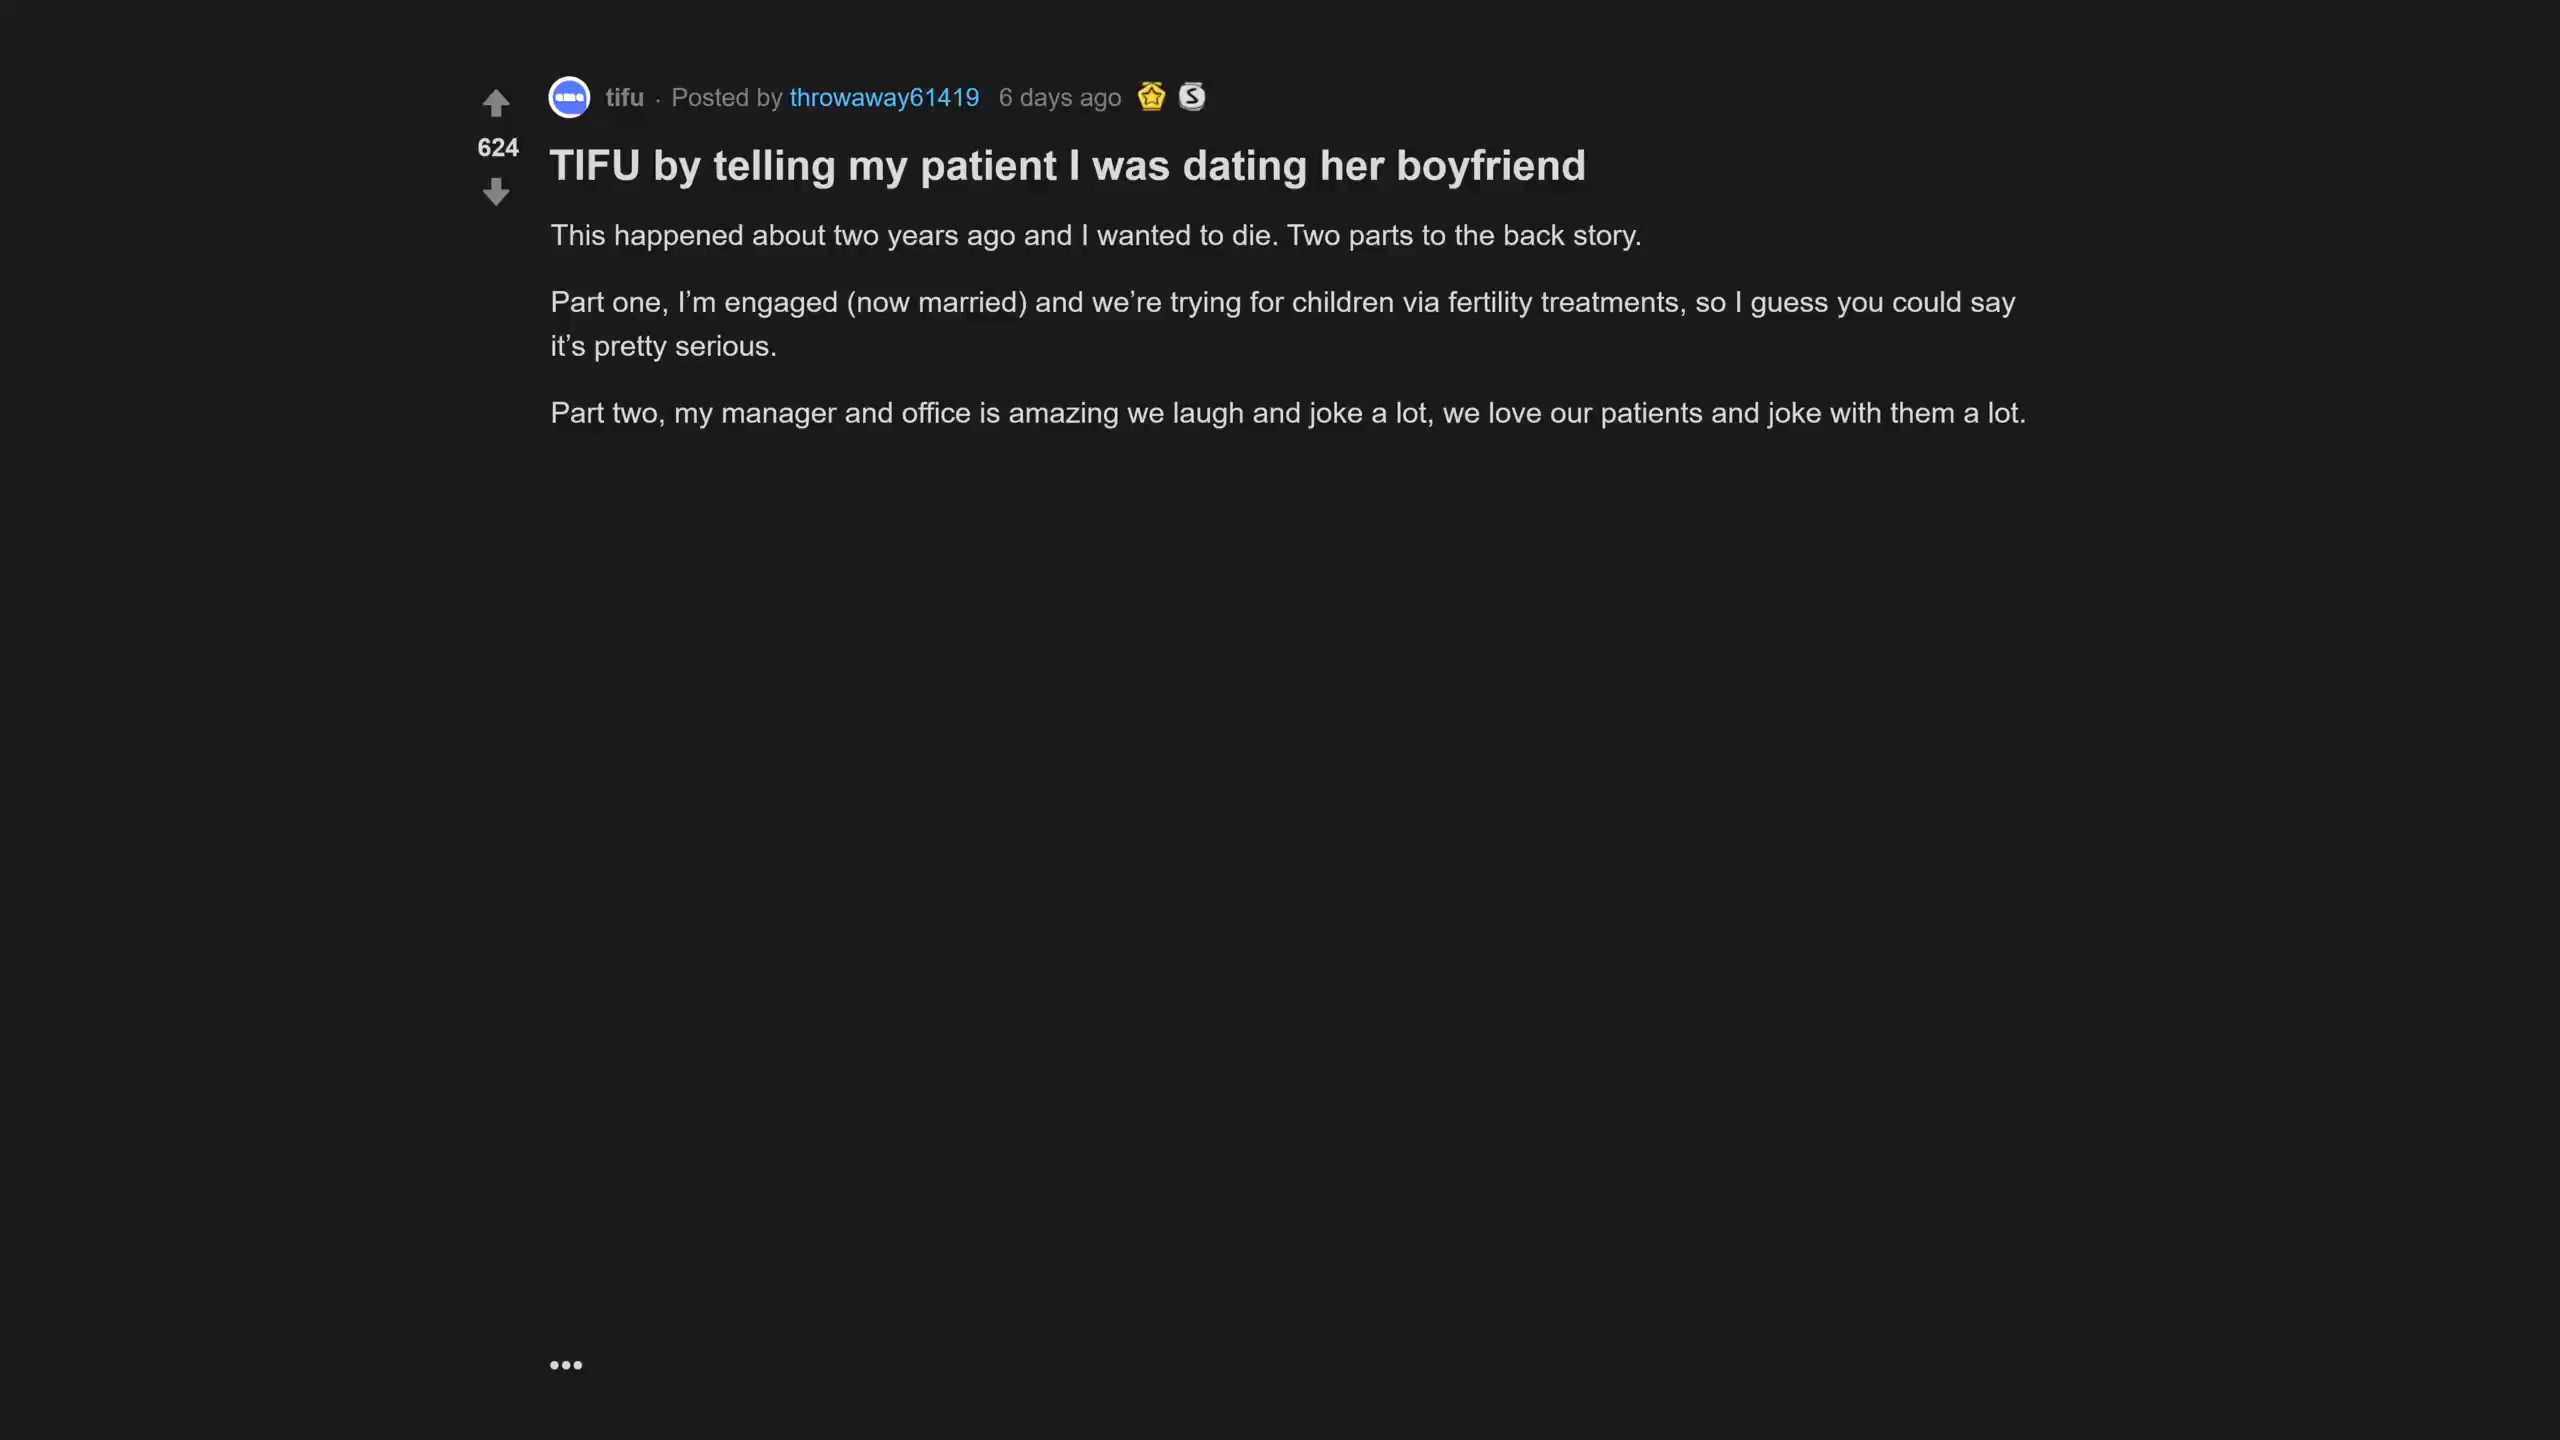 tifu · Posted by throwaway61419 6 days ago
624
TIFU by telling my patient I was dating her boyfriend
This happened about two years ago and I wanted to die. Two parts to the back story.
Part one, I’m engaged (now married) and we’re trying for children via fertility treatments, so I guess you could say
it’s pretty serious.
Part two, my manager and office is amazing we laugh and joke a lot, we love our patients and joke with them a lot.